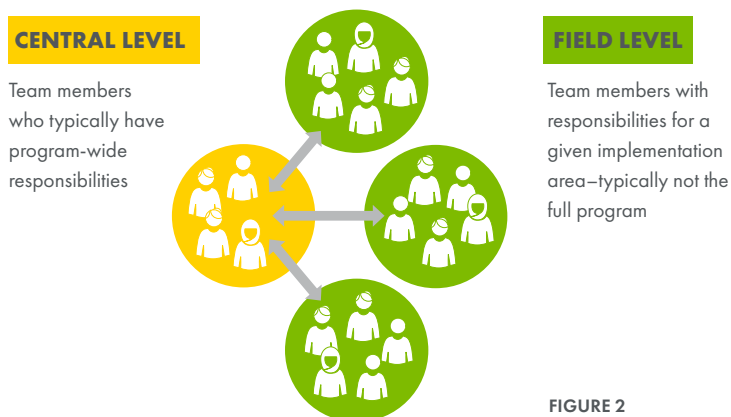 CENTRAL LEVEL
Team members
who typically have
program-wide
responsibilities
FIELD LEVEL
Team members with
responsibilities for a
given implementation
area–typically not the
full program
FIGURE 2